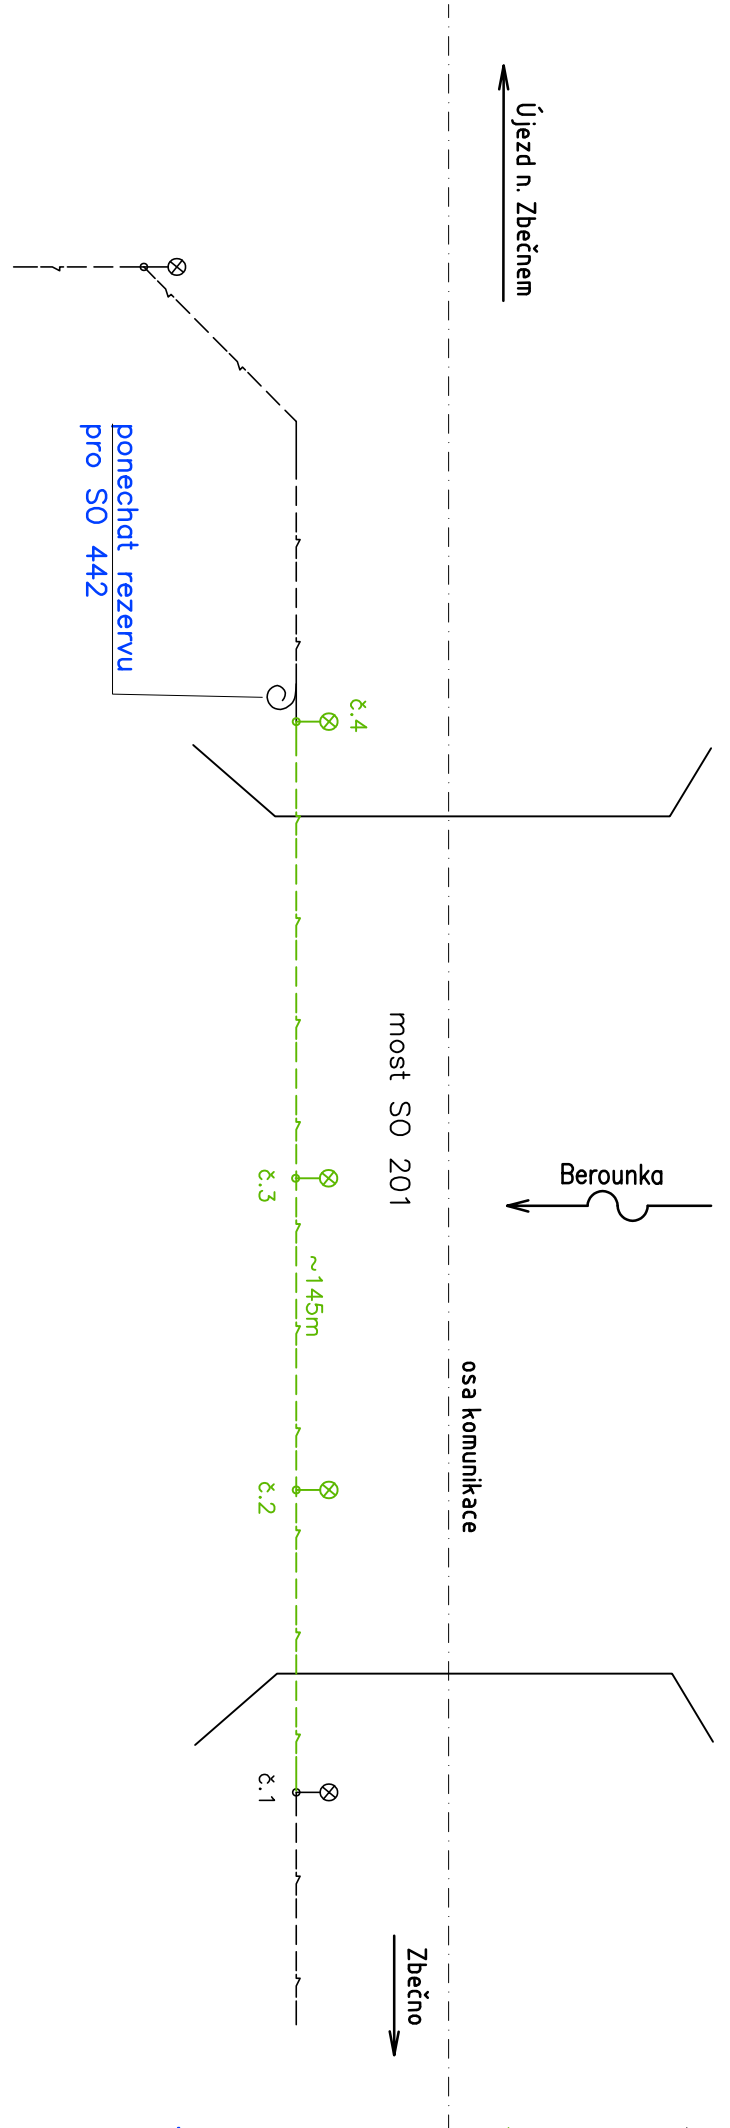 Újezd n. Zbečnem
ponechat rezervu
pro SO 442
č.4
most SO 201
Berounka
č.3
~145m
osa komunikace
č.2
č.1
Zbečno